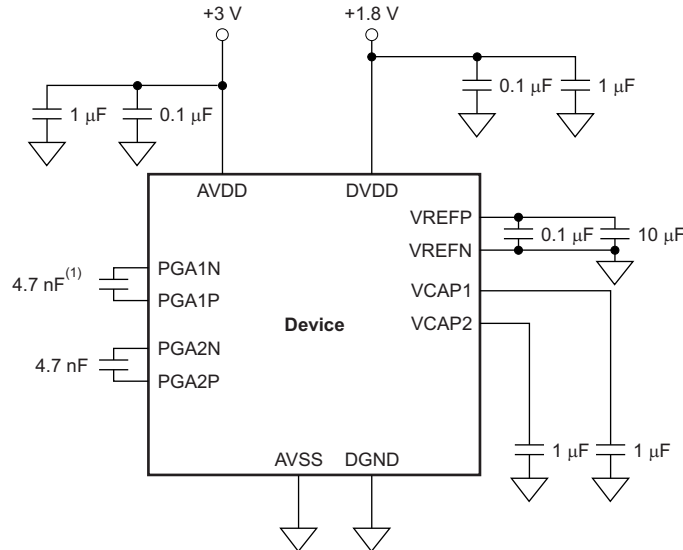 +3 V
+1.8 V
1 μF
0.1 μF
0.1 μF
1 μF
AVDD
DVDD
VREFP
VREFN
0.1 μF
10 μF
4.7 nF(1)
PGA1N
PGA1P
VCAP1
VCAP2
Device
4.7 nF
PGA2N
PGA2P
AVSS
DGND
1 μF
1 μF